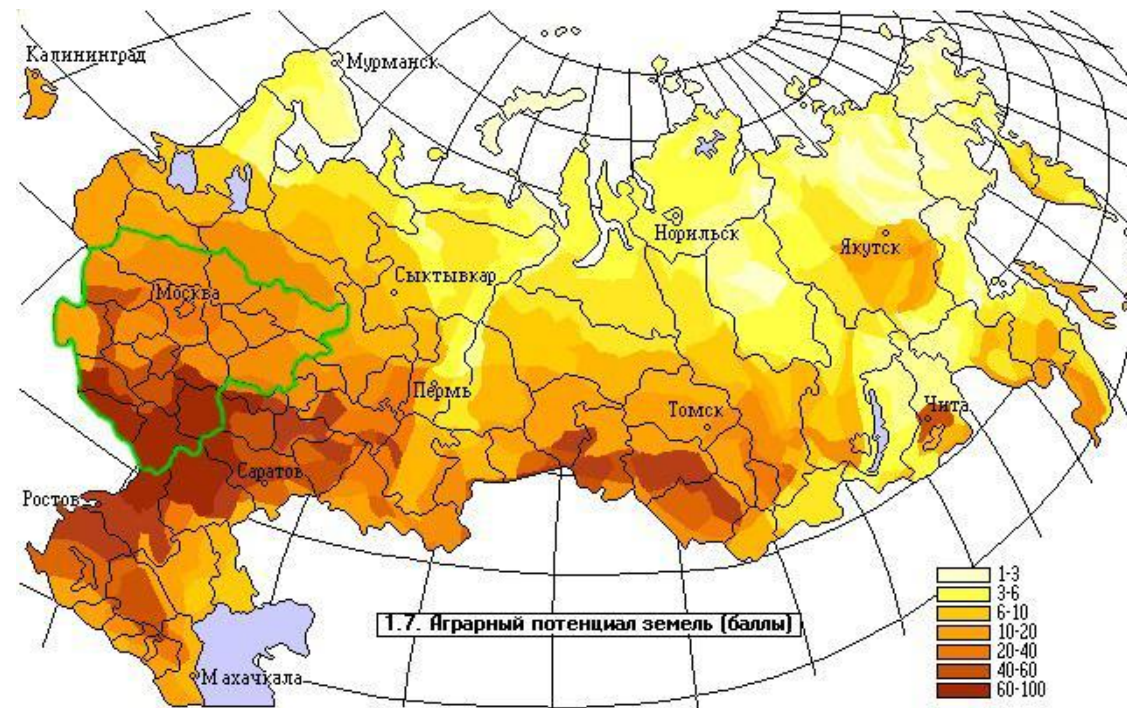 Калининград
Мурманск
Норильск
Якутск
Сыктывкар
Москва
Пермь
Томск
Чита
Саратов
Ростов
Махачкала
1.7. Аграрный потенциал земель (баллы)
1-3
3-6
6-10
10-20
20-40
40-60
60-100